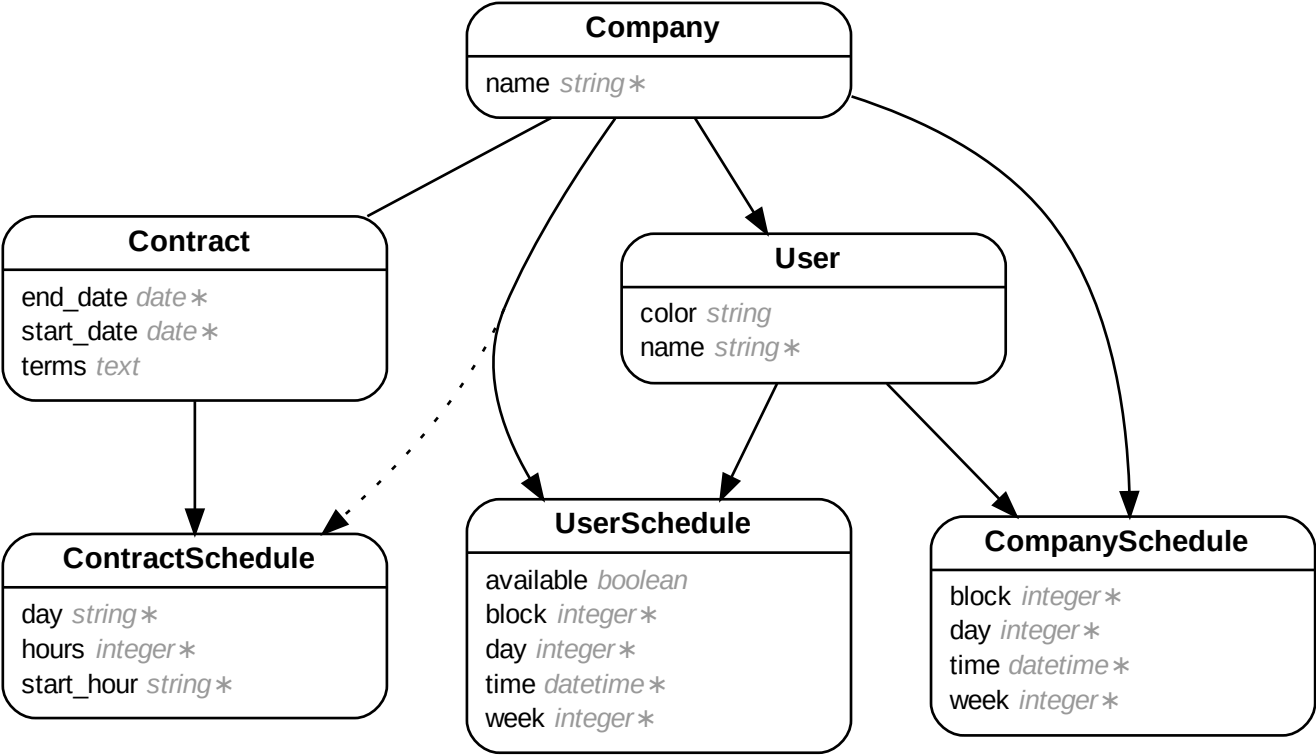 Company
name string∗
Contract
end_date date∗
start_date date∗
terms text
User
color string
name string∗
ContractSchedule
day string∗
hours integer∗
start_hour string∗
UserSchedule
available boolean
block integer∗
day integer∗
time datetime∗
week integer∗
CompanySchedule
block integer∗
day integer∗
time datetime∗
week integer∗